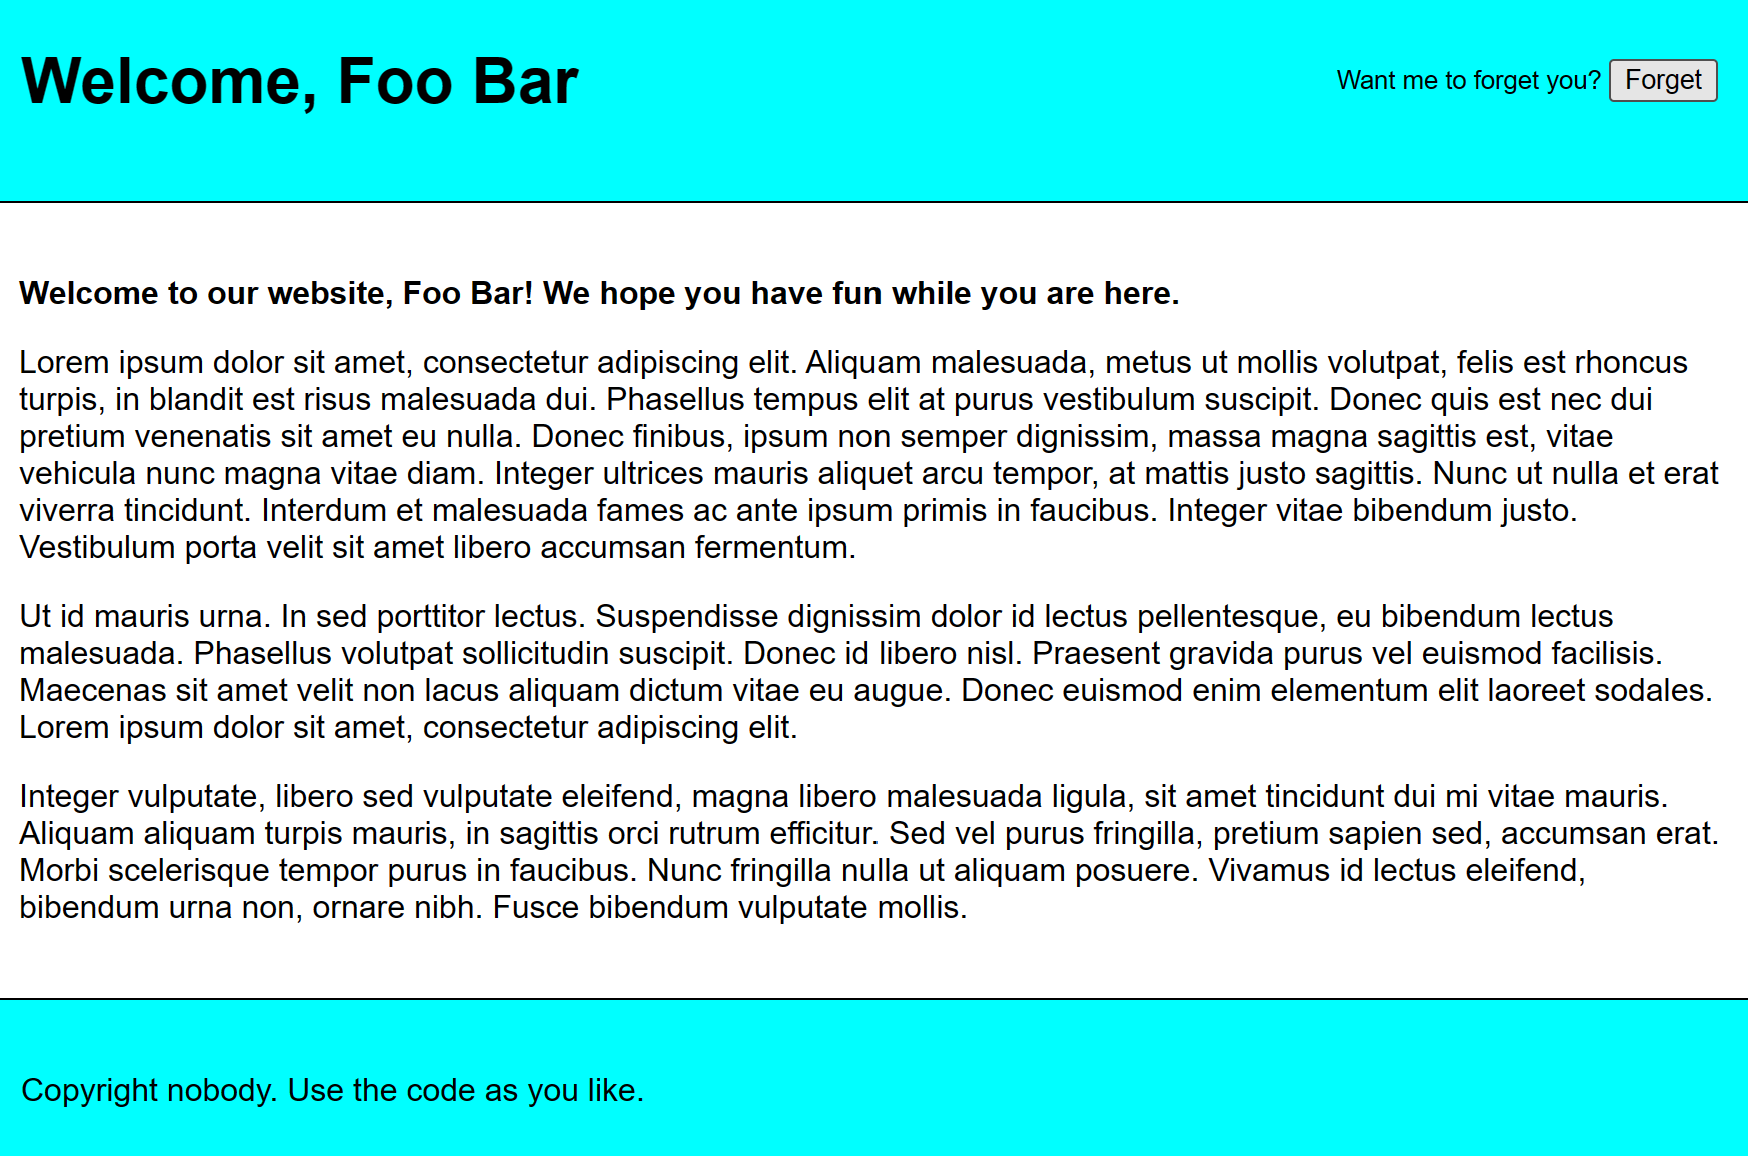 Welcome, Foo Bar
Want me to forget you? Forget
Welcome to our website, Foo Bar! We hope you have fun while you are here.
Lorem ipsum dolor sit amet, consectetur adipiscing elit. Aliquam malesuada, metus ut mollis volutpat, felis est rhoncus
turpis, in blandit est risus malesuada dui. Phasellus tempus elit at purus vestibulum suscipit. Donec quis est nec dui
pretium venenatis sit amet eu nulla. Donec finibus, ipsum non semper dignissim, massa magna sagittis est, vitae
vehicula nunc magna vitae diam. Integer ultrices mauris aliquet arcu tempor, at mattis justo sagittis. Nunc ut nulla et erat
viverra tincidunt. Interdum et malesuada fames ac ante ipsum primis in faucibus. Integer vitae bibendum justo.
Vestibulum porta velit sit amet libero accumsan fermentum.
Ut id mauris urna. In sed porttitor lectus. Suspendisse dignissim dolor id lectus pellentesque, eu bibendum lectus
malesuada. Phasellus volutpat sollicitudin suscipit. Donec id libero nisl. Praesent gravida purus vel euismod facilisis.
Maecenas sit amet velit non lacus aliquam dictum vitae eu augue. Donec euismod enim elementum elit laoreet sodales.
Lorem ipsum dolor sit amet, consectetur adipiscing elit.
Integer vulputate, libero sed vulputate eleifend, magna libero malesuada ligula, sit amet tincidunt dui mi vitae mauris.
Aliquam aliquam turpis mauris, in sagittis orci rutrum efficitur. Sed vel purus fringilla, pretium sapien sed, accumsan erat.
Morbi scelerisque tempor purus in faucibus. Nunc fringilla nulla ut aliquam posuere. Vivamus id lectus eleifend,
bibendum urna non, ornare nibh. Fusce bibendum vulputate mollis.
Copyright nobody. Use the code as you like.